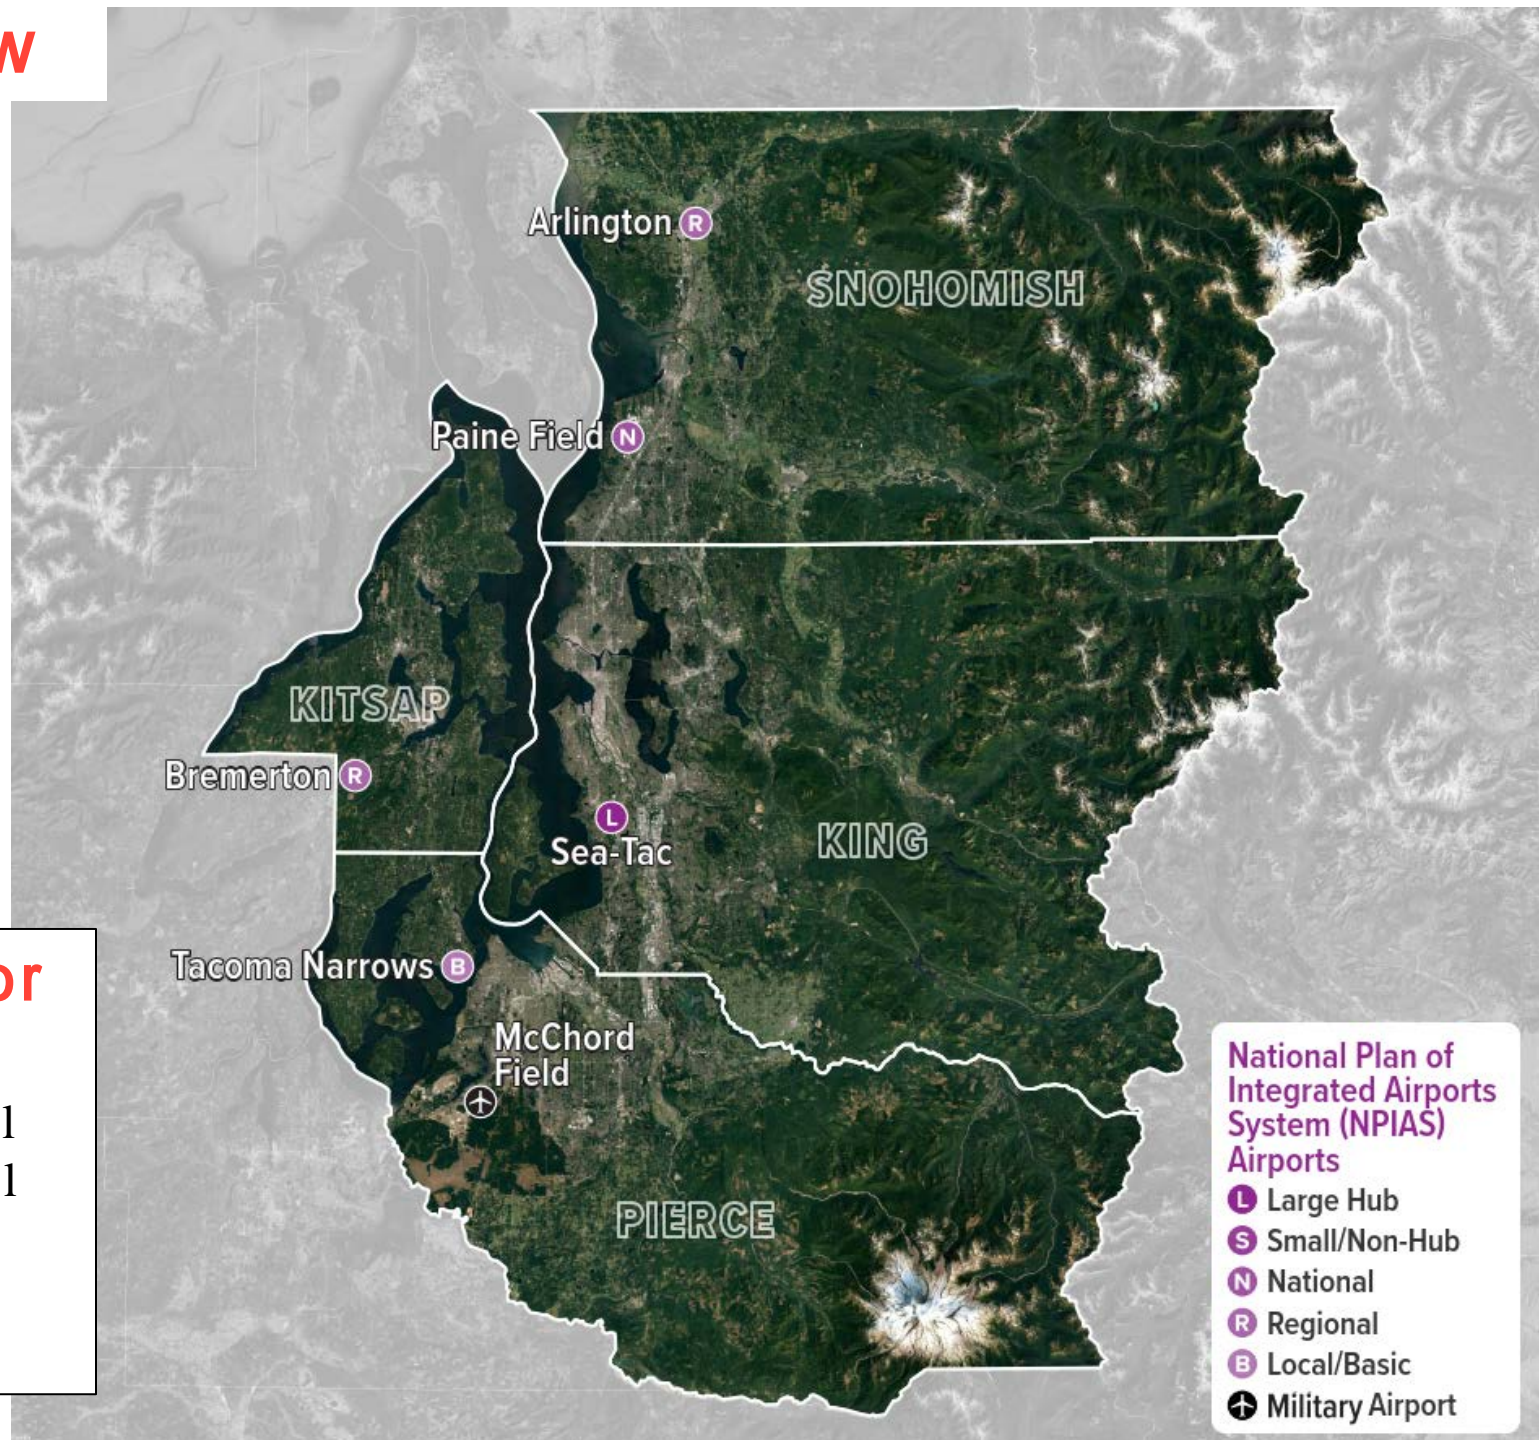 w
Arlington R
SNOHOMISH
Paine Field N
KITSAP
Bremerton R
L
Sea-Tac
KING
Tacoma Narrows B
McChord
Field
PIERCE
or
l
l
National Plan of
Integrated Airports
System (NPIAS)
Airports
L Large Hub
S Small/Non-Hub
N National
R Regional
B Local/Basic
Military Airport